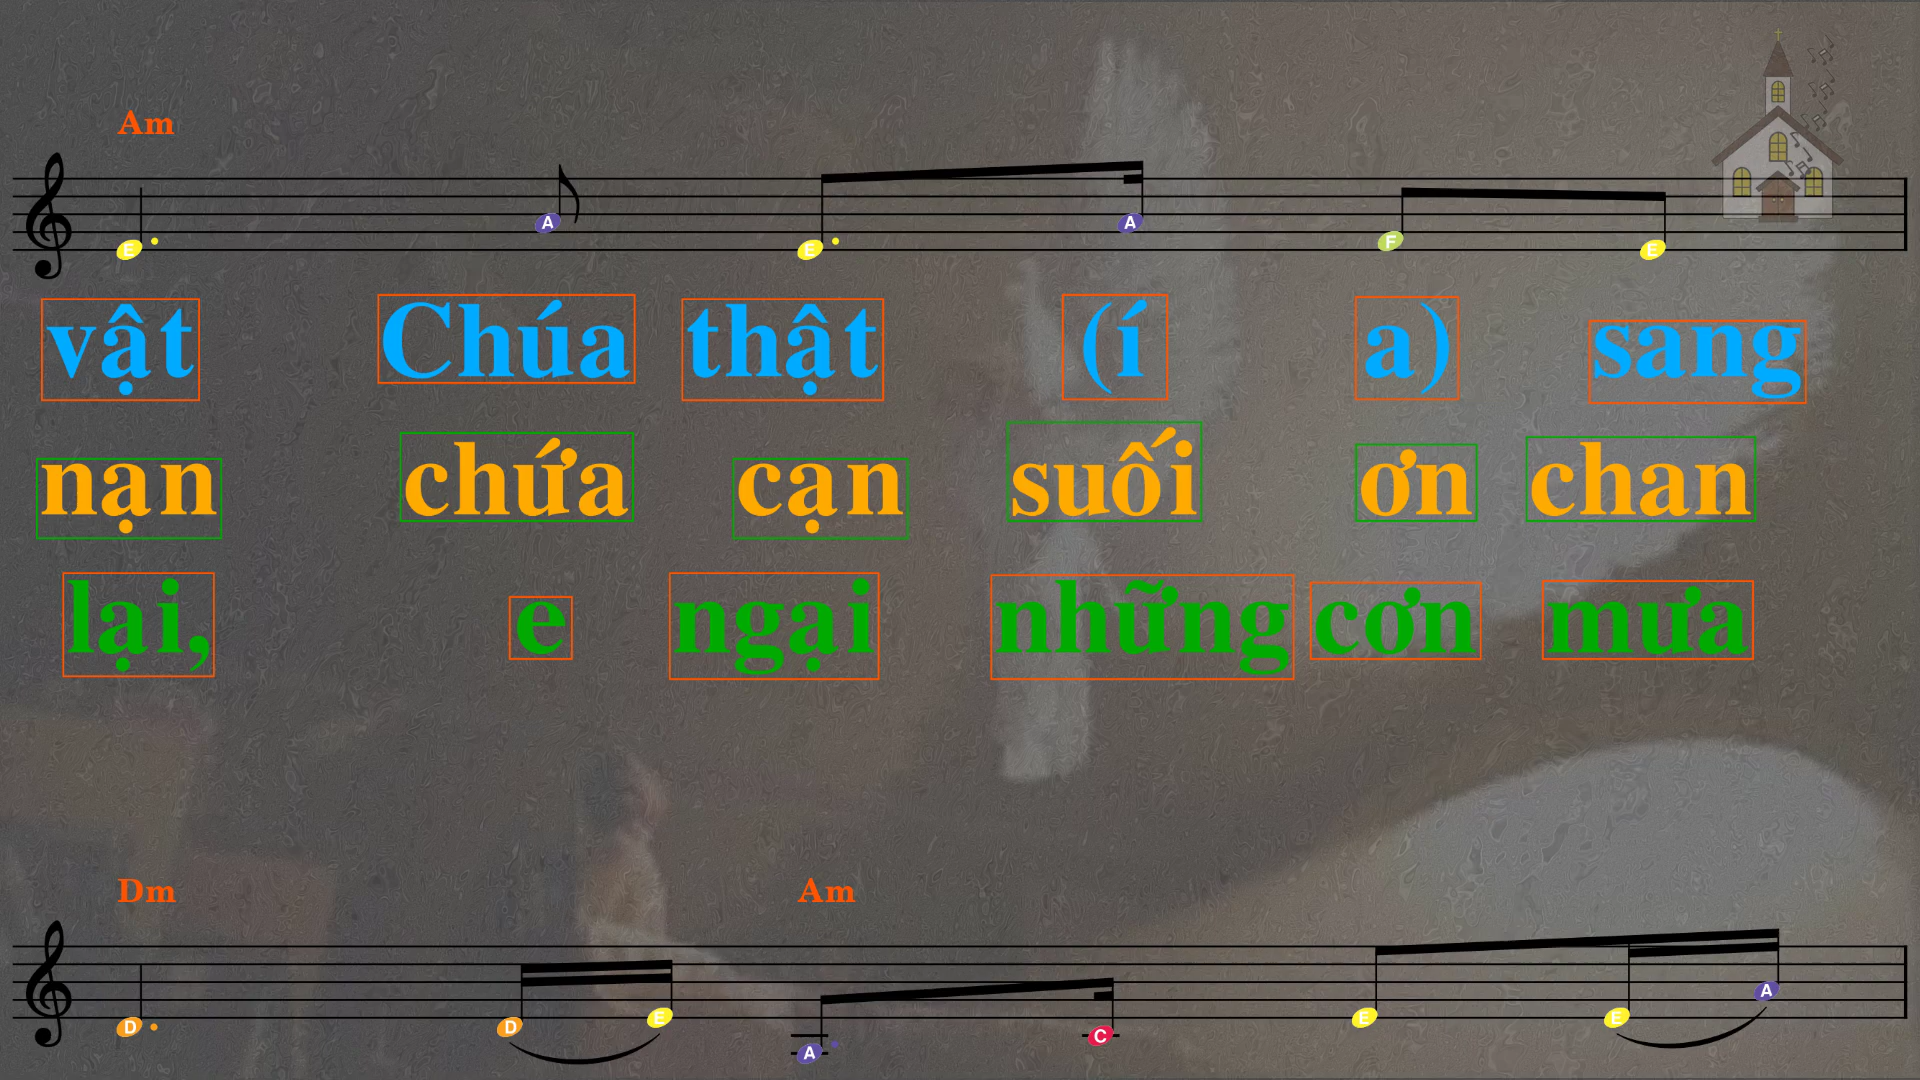 Am
E A E A F E
vật Chúa thật (í a) sang
nạn chứa cạn suối ơn chan
lại, e ngại những cơn mưa
Dm Am
D D E A C E E A